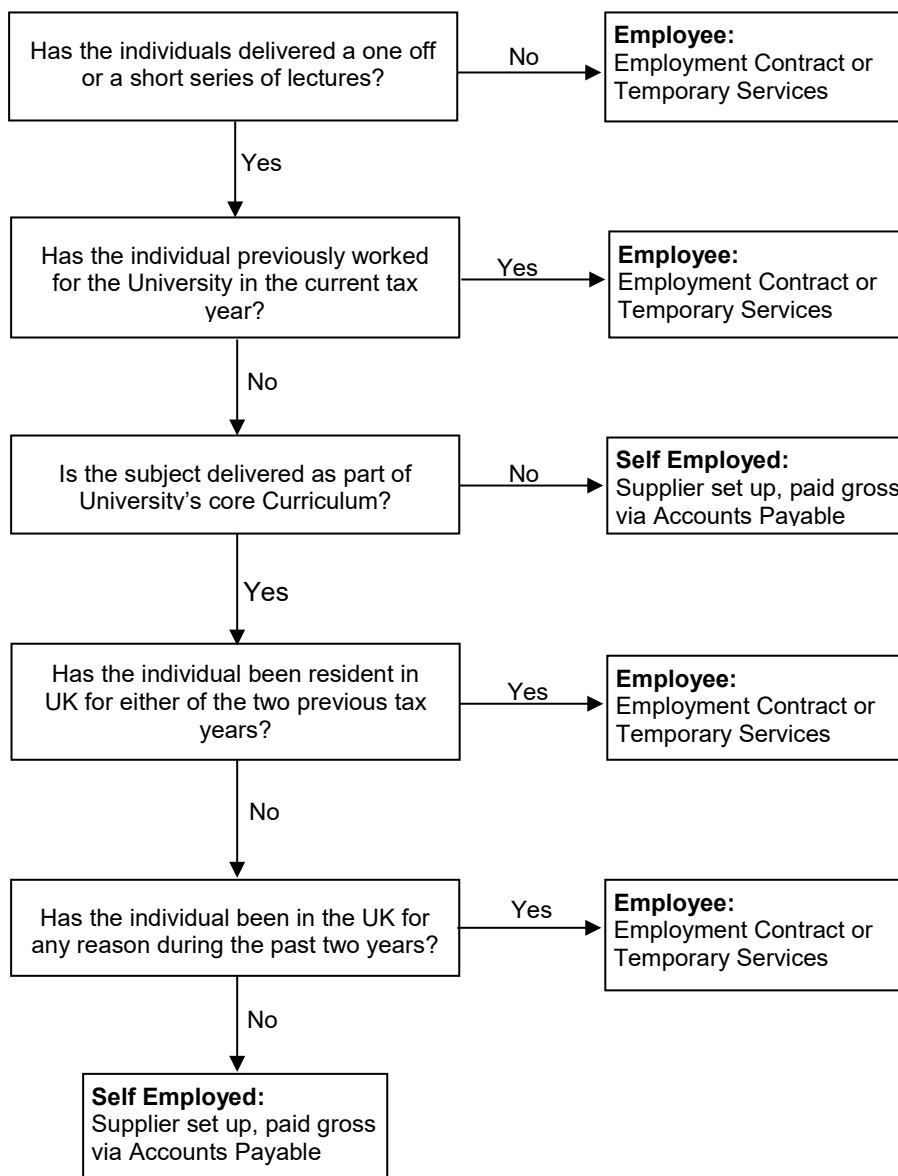 Has the individuals delivered a one off
or a short series of lectures?
No
Employee:
Employment Contract or
Temporary Services
Yes
Has the individual previously worked
for the University in the current tax
year?
Yes
Employee:
Employment Contract or
Temporary Services
No
Is the subject delivered as part of
University's core Curriculum?
No
Self Employed:
Supplier set up, paid gross
via Accounts Payable
Yes
Has the individual been resident in
UK for either of the two previous tax
years?
Yes
Employee:
Employment Contract or
Temporary Services
No
Has the individual been in the UK for
any reason during the past two years?
Yes
Employee:
Employment Contract or
Temporary Services
No
Self Employed:
Supplier set up, paid gross
via Accounts Payable